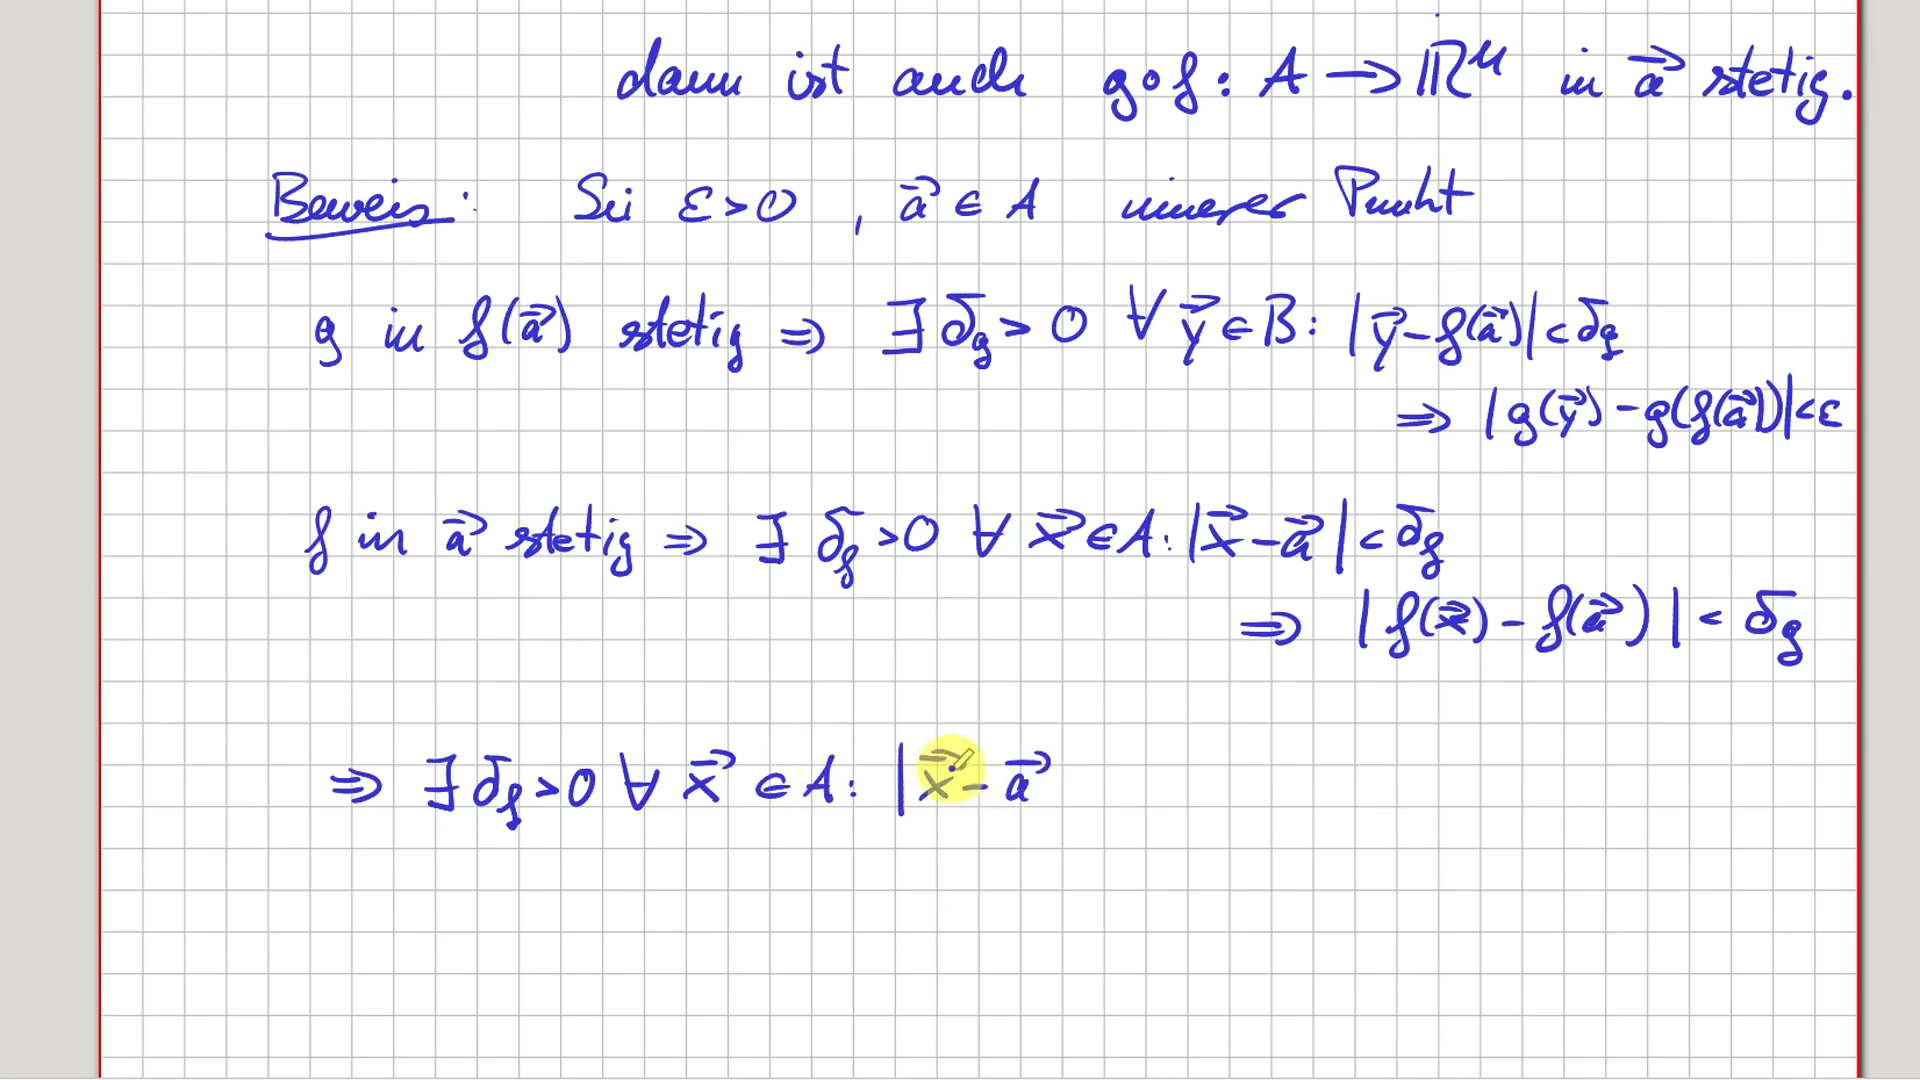 dann ist auch g∘f: A → ℝᵐ in a⃗ stetig.
Beweis: Sei ε > 0, a⃗ ∈ A innerer Punkt
g in f(a⃗) stetig ⇒ ∃ δ_g > 0 ∀ y⃗ ∈ B: |y⃗ - f(a⃗)| < δ_g
⇒ |g(y⃗) - g(f(a⃗))| < ε
f in a⃗ stetig ⇒ ∃ δ_f > 0 ∀ x⃗ ∈ A: |x⃗ - a⃗| < δ_f
⇒ |f(x⃗) - f(a⃗)| < δ_g
⇒ ∃ δ_f > 0 ∀ x⃗ ∈ A: |x⃗ - a⃗